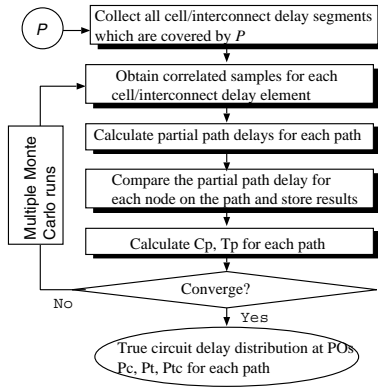 P
Collect all cell/interconnect delay segments
which are covered by P
Obtain correlated samples for each
cell/interconnect delay element
Calculate partial path delays for each path
Compare the partial path delay for
each node on the path and store results
Calculate Cp, Tp for each path
Multiple Monte
Carlo runs
Converge?
No
Yes
True circuit delay distribution at POs
Pc, Pt, Ptc for each path